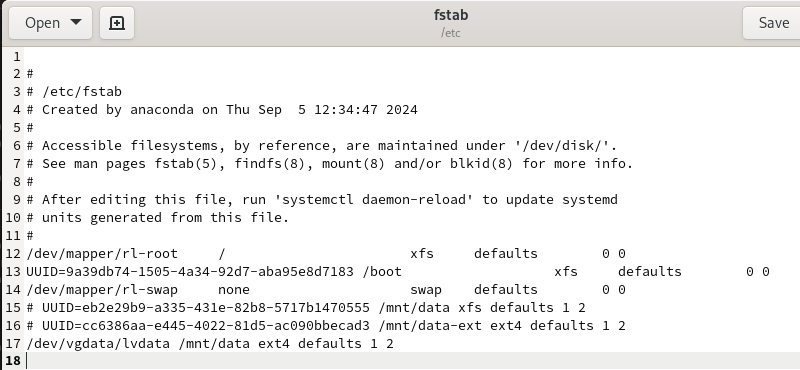 Open
fstab
/etc
Save
1
2 #
3 # /etc/fstab
4 # Created by anaconda on Thu Sep  5 12:34:47 2024
5 #
6 # Accessible filesystems, by reference, are maintained under '/dev/disk/'.
7 # See man pages fstab(5), findfs(8), mount(8) and/or blkid(8) for more info.
8 #
9 # After editing this file, run 'systemctl daemon-reload' to update systemd
10 # units generated from this file.
11 #
12 /dev/mapper/rl-root     /                       xfs     defaults        0 0
13 UUID=9a39db74-1505-4a34-92d7-aba95e8d7183 /boot                   xfs     defaults        0 0
14 /dev/mapper/rl-swap     none                    swap    defaults        0 0
15 # UUID=eb2e29b9-a335-431e-82b8-5717b1470555 /mnt/data xfs defaults 1 2
16 # UUID=cc6386aa-e445-4022-81d5-ac090bbecad3 /mnt/data-ext ext4 defaults 1 2
17 /dev/vgdata/lvdata /mnt/data ext4 defaults 1 2
18